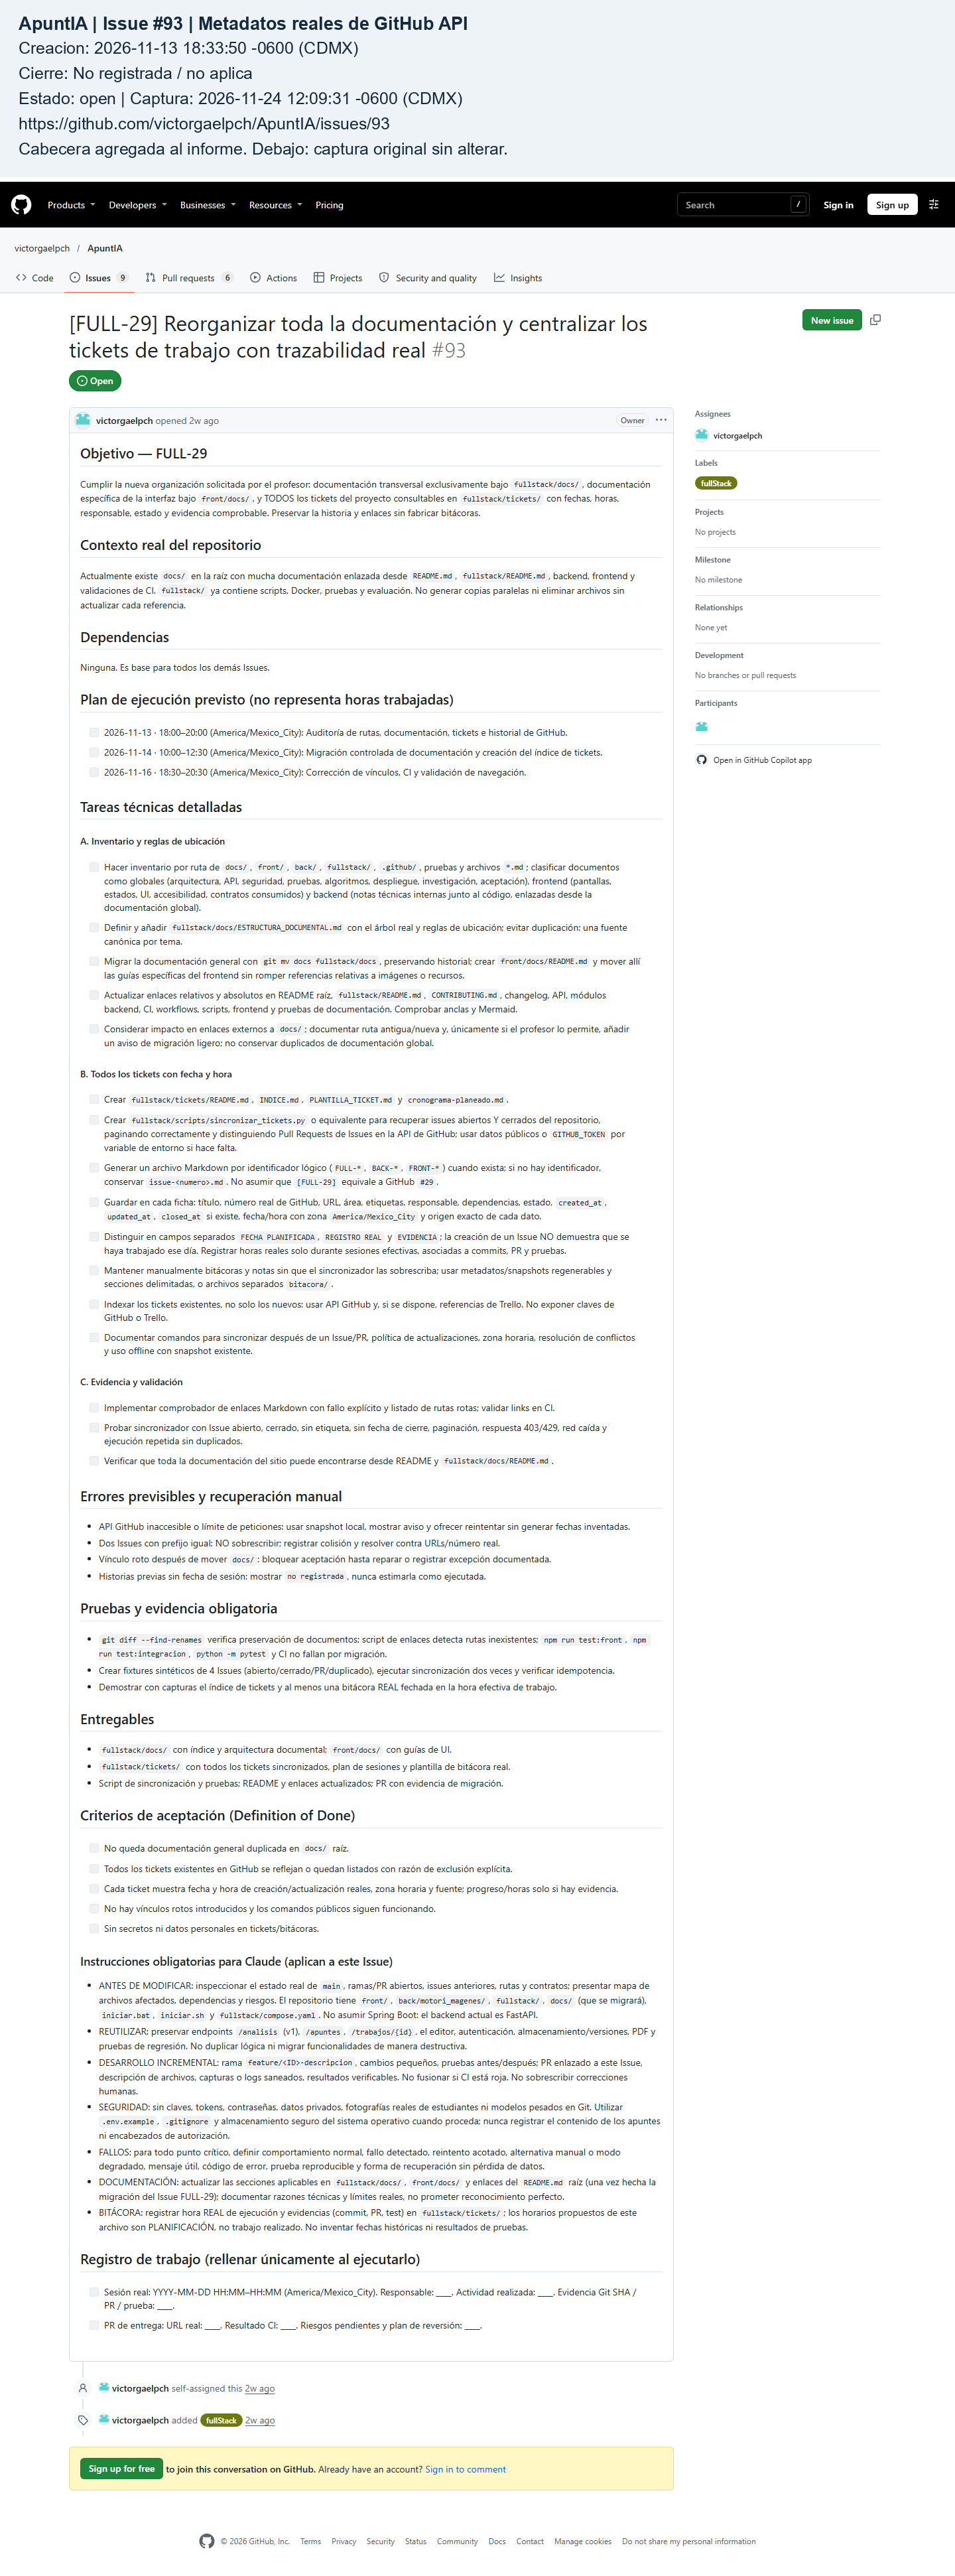 ApuntIA | Issue #93 | Metadatos reales de GitHub API
Creacion: 2026-11-13 18:33:50 -0600 (CDMX)
Cierre: No registrada / no aplica
Estado: open | Captura: 2026-11-24 12:09:31 -0600 (CDMX)
https://github.com/victorgaelpch/ApuntIA/issues/93
Cabecera agregada al informe. Debajo: captura original sin alterar.
Products Developers Businesses Resources Pricing Search / Sign in Sign up
victorgaelpch / ApuntIA
Code Issues 9 Pull requests 6 Actions Projects Security and quality Insights
[FULL-29] Reorganizar toda la documentación y centralizar los
tickets de trabajo con trazabilidad real #93
New issue
Open
victorgaelpch opened 2w ago Owner
Objetivo — FULL-29
Cumplir la nueva organización solicitada por el profesor: documentación transversal exclusivamente bajo fullstack/docs/, documentación
específica de la interfaz bajo front/docs/, y TODOS los tickets del proyecto consultables en fullstack/tickets/ con fechas, horas,
responsable, estado y evidencia comprobable. Preservar la historia y enlaces sin fabricar bitácoras.
Contexto real del repositorio
Actualmente existe docs/ en la raíz con mucha documentación enlazada desde README.md, fullstack/README.md, backend, frontend y
validaciones de CI. fullstack/ ya contiene scripts, Docker, pruebas y evaluación. No generar copias paralelas ni eliminar archivos sin
actualizar cada referencia.
Dependencias
Ninguna. Es base para todos los demás Issues.
Plan de ejecución previsto (no representa horas trabajadas)
2026-11-13 · 18:00–20:00 (America/Mexico_City): Auditoría de rutas, documentación, tickets e historial de GitHub.
2026-11-14 · 10:00–12:30 (America/Mexico_City): Migración controlada de documentación y creación del índice de tickets.
2026-11-16 · 18:30–20:30 (America/Mexico_City): Corrección de vínculos, CI y validación de navegación.
Tareas técnicas detalladas
A. Inventario y reglas de ubicación
Hacer inventario por ruta de docs/, front/, back/, fullstack/, .github/, pruebas y archivos *.md; clasificar documentos
como globales (arquitectura, API, seguridad, pruebas, algoritmos, despliegue, investigación, aceptación), frontend (pantallas,
estados, UI, accesibilidad, contratos consumidos) y backend (notas técnicas internas junto al código, enlazadas desde la
documentación global).
Definir y añadir fullstack/docs/ESTRUCTURA_DOCUMENTAL.md con el árbol real y reglas de ubicación; evitar duplicación: una fuente
canónica por tema.
Migrar la documentación general con git mv docs fullstack/docs, preservando historial; crear front/docs/README.md y mover allí
las guías específicas del frontend sin romper referencias relativas a imágenes o recursos.
Actualizar enlaces relativos y absolutos en README raíz, fullstack/README.md, CONTRIBUTING.md, changelog, API, módulos
backend, CI, workflows, scripts, frontend y pruebas de documentación. Comprobar anclas y Mermaid.
Considerar impacto en enlaces externos a docs/; documentar ruta antigua/nueva y, únicamente si el profesor lo permite, añadir
un aviso de migración ligero; no conservar duplicados de documentación global.
B. Todos los tickets con fecha y hora
Crear fullstack/tickets/README.md, INDICE.md, PLANTILLA_TICKET.md y cronograma-planeado.md.
Crear fullstack/scripts/sincronizar_tickets.py o equivalente para recuperar issues abiertos Y cerrados del repositorio,
paginando correctamente y distinguiendo Pull Requests de Issues en la API de GitHub; usar datos públicos o GITHUB_TOKEN por
variable de entorno si hace falta.
Generar un archivo Markdown por identificador lógico (FULL-*, BACK-*, FRONT-*) cuando exista; si no hay identificador,
conservar issue-<numero>.md. No asumir que [FULL-29] equivale a GitHub #29.
Guardar en cada ficha: título, número real de GitHub, URL, área, etiquetas, responsable, dependencias, estado, created_at,
updated_at, closed_at si existe, fecha/hora con zona America/Mexico_City y origen exacto de cada dato.
Distinguir en campos separados FECHA PLANIFICADA, REGISTRO REAL y EVIDENCIA; la creación de un Issue NO demuestra que se
haya trabajado ese día. Registrar horas reales solo durante sesiones efectivas, asociadas a commits, PR y pruebas.
Mantener manualmente bitácoras y notas sin que el sincronizador las sobrescriba; usar metadatos/snapshots regenerables y
secciones delimitadas, o archivos separados bitacora/.
Indexar los tickets existentes, no solo los nuevos: usar API GitHub y, si se dispone, referencias de Trello. No exponer claves de
GitHub o Trello.
Documentar comandos para sincronizar después de un Issue/PR, política de actualizaciones, zona horaria, resolución de conflictos
y uso offline con snapshot existente.
C. Evidencia y validación
Implementar comprobador de enlaces Markdown con fallo explícito y listado de rutas rotas; validar links en CI.
Probar sincronizador con Issue abierto, cerrado, sin etiqueta, sin fecha de cierre, paginación, respuesta 403/429, red caída y
ejecución repetida sin duplicados.
Verificar que toda la documentación del sitio puede encontrarse desde README y fullstack/docs/README.md.
Errores previsibles y recuperación manual
API GitHub inaccesible o límite de peticiones: usar snapshot local, mostrar aviso y ofrecer reintentar sin generar fechas inventadas.
Dos Issues con prefijo igual: NO sobrescribir; registrar colisión y resolver contra URLs/número real.
Vínculo roto después de mover docs/: bloquear aceptación hasta reparar o registrar excepción documentada.
Historias previas sin fecha de sesión: mostrar no registrada, nunca estimarla como ejecutada.
Pruebas y evidencia obligatoria
git diff --find-renames verifica preservación de documentos; script de enlaces detecta rutas inexistentes; npm run test:front, npm
run test:integracion, python -m pytest y CI no fallan por migración.
Crear fixtures sintéticos de 4 Issues (abierto/cerrado/PR/duplicado), ejecutar sincronización dos veces y verificar idempotencia.
Demostrar con capturas el índice de tickets y al menos una bitácora REAL fechada en la hora efectiva de trabajo.
Entregables
fullstack/docs/ con índice y arquitectura documental; front/docs/ con guías de UI.
fullstack/tickets/ con todos los tickets sincronizados, plan de sesiones y plantilla de bitácora real.
Script de sincronización y pruebas; README y enlaces actualizados; PR con evidencia de migración.
Criterios de aceptación (Definition of Done)
No queda documentación general duplicada en docs/ raíz.
Todos los tickets existentes en GitHub se reflejan o quedan listados con razón de exclusión explícita.
Cada ticket muestra fecha y hora de creación/actualización reales, zona horaria y fuente; progreso/horas solo si hay evidencia.
No hay vínculos rotos introducidos y los comandos públicos siguen funcionando.
Sin secretos ni datos personales en tickets/bitácoras.
Instrucciones obligatorias para Claude (aplican a este Issue)
ANTES DE MODIFICAR: inspeccionar el estado real de main, ramas/PR abiertos, issues anteriores, rutas y contratos; presentar mapa de
archivos afectados, dependencias y riesgos. El repositorio tiene front/, back/motori_magenes/, fullstack/, docs/ (que se migrará),
iniciar.bat, iniciar.sh y fullstack/compose.yaml. No asumir Spring Boot: el backend actual es FastAPI.
REUTILIZAR: preservar endpoints /analisis (v1), /apuntes, /trabajos/{id}, el editor, autenticación, almacenamiento/versiones, PDF y
pruebas de regresión. No duplicar lógica ni migrar funcionalidades de manera destructiva.
DESARROLLO INCREMENTAL: rama feature/<ID>-descripcion, cambios pequeños, pruebas antes/después; PR enlazado a este Issue,
descripción de archivos, capturas o logs saneados, resultados verificables. No fusionar si CI está roja. No sobrescribir correcciones
humanas.
SEGURIDAD: sin claves, tokens, contraseñas, datos privados, fotografías reales de estudiantes ni modelos pesados en Git. Utilizar
.env.example, .gitignore y almacenamiento seguro del sistema operativo cuando proceda; nunca registrar el contenido de los apuntes
ni encabezados de autorización.
FALLOS: para todo punto crítico, definir comportamiento normal, fallo detectado, reintento acotado, alternativa manual o modo
degradado, mensaje útil, código de error, prueba reproducible y forma de recuperación sin pérdida de datos.
DOCUMENTACIÓN: actualizar las secciones aplicables en fullstack/docs/, front/docs/ y enlaces del README.md raíz (una vez hecha la
migración del Issue FULL-29); documentar razones técnicas y límites reales, no prometer reconocimiento perfecto.
BITÁCORA: registrar hora REAL de ejecución y evidencias (commit, PR, test) en fullstack/tickets/; los horarios propuestos de este
archivo son PLANIFICACIÓN, no trabajo realizado. No inventar fechas históricas ni resultados de pruebas.
Registro de trabajo (rellenar únicamente al ejecutarlo)
Sesión real: YYYY-MM-DD HH:MM–HH:MM (America/Mexico_City). Responsable: ____. Actividad realizada: ____. Evidencia Git SHA /
PR / prueba: ____.
PR de entrega: URL real: ____. Resultado CI: ____. Riesgos pendientes y plan de reversión: ____.
Assignees
victorgaelpch
Labels
fullStack
Projects
No projects
Milestone
No milestone
Relationships
None yet
Development
No branches or pull requests
Participants
Open in GitHub Copilot app
victorgaelpch self-assigned this 2w ago
victorgaelpch added fullStack 2w ago
Sign up for free to join this conversation on GitHub. Already have an account? Sign in to comment
© 2026 GitHub, Inc. Terms Privacy Security Status Community Docs Contact Manage cookies Do not share my personal information